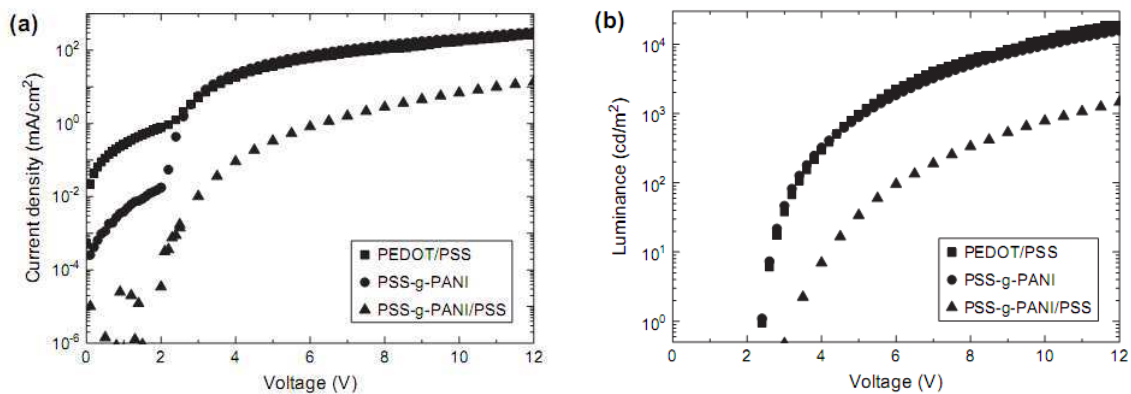 (a)
Current density (mA/cm²)
10²
10⁰
10⁻²
10⁻⁴
10⁻⁶
0 2 4 6 8 10 12
Voltage (V)
PEDOT/PSS
PSS-g-PANI
PSS-g-PANI/PSS
(b)
Luminance (cd/m²)
10⁴
10³
10²
10¹
10⁰
0 2 4 6 8 10 12
Voltage (V)
PEDOT/PSS
PSS-g-PANI
PSS-g-PANI/PSS